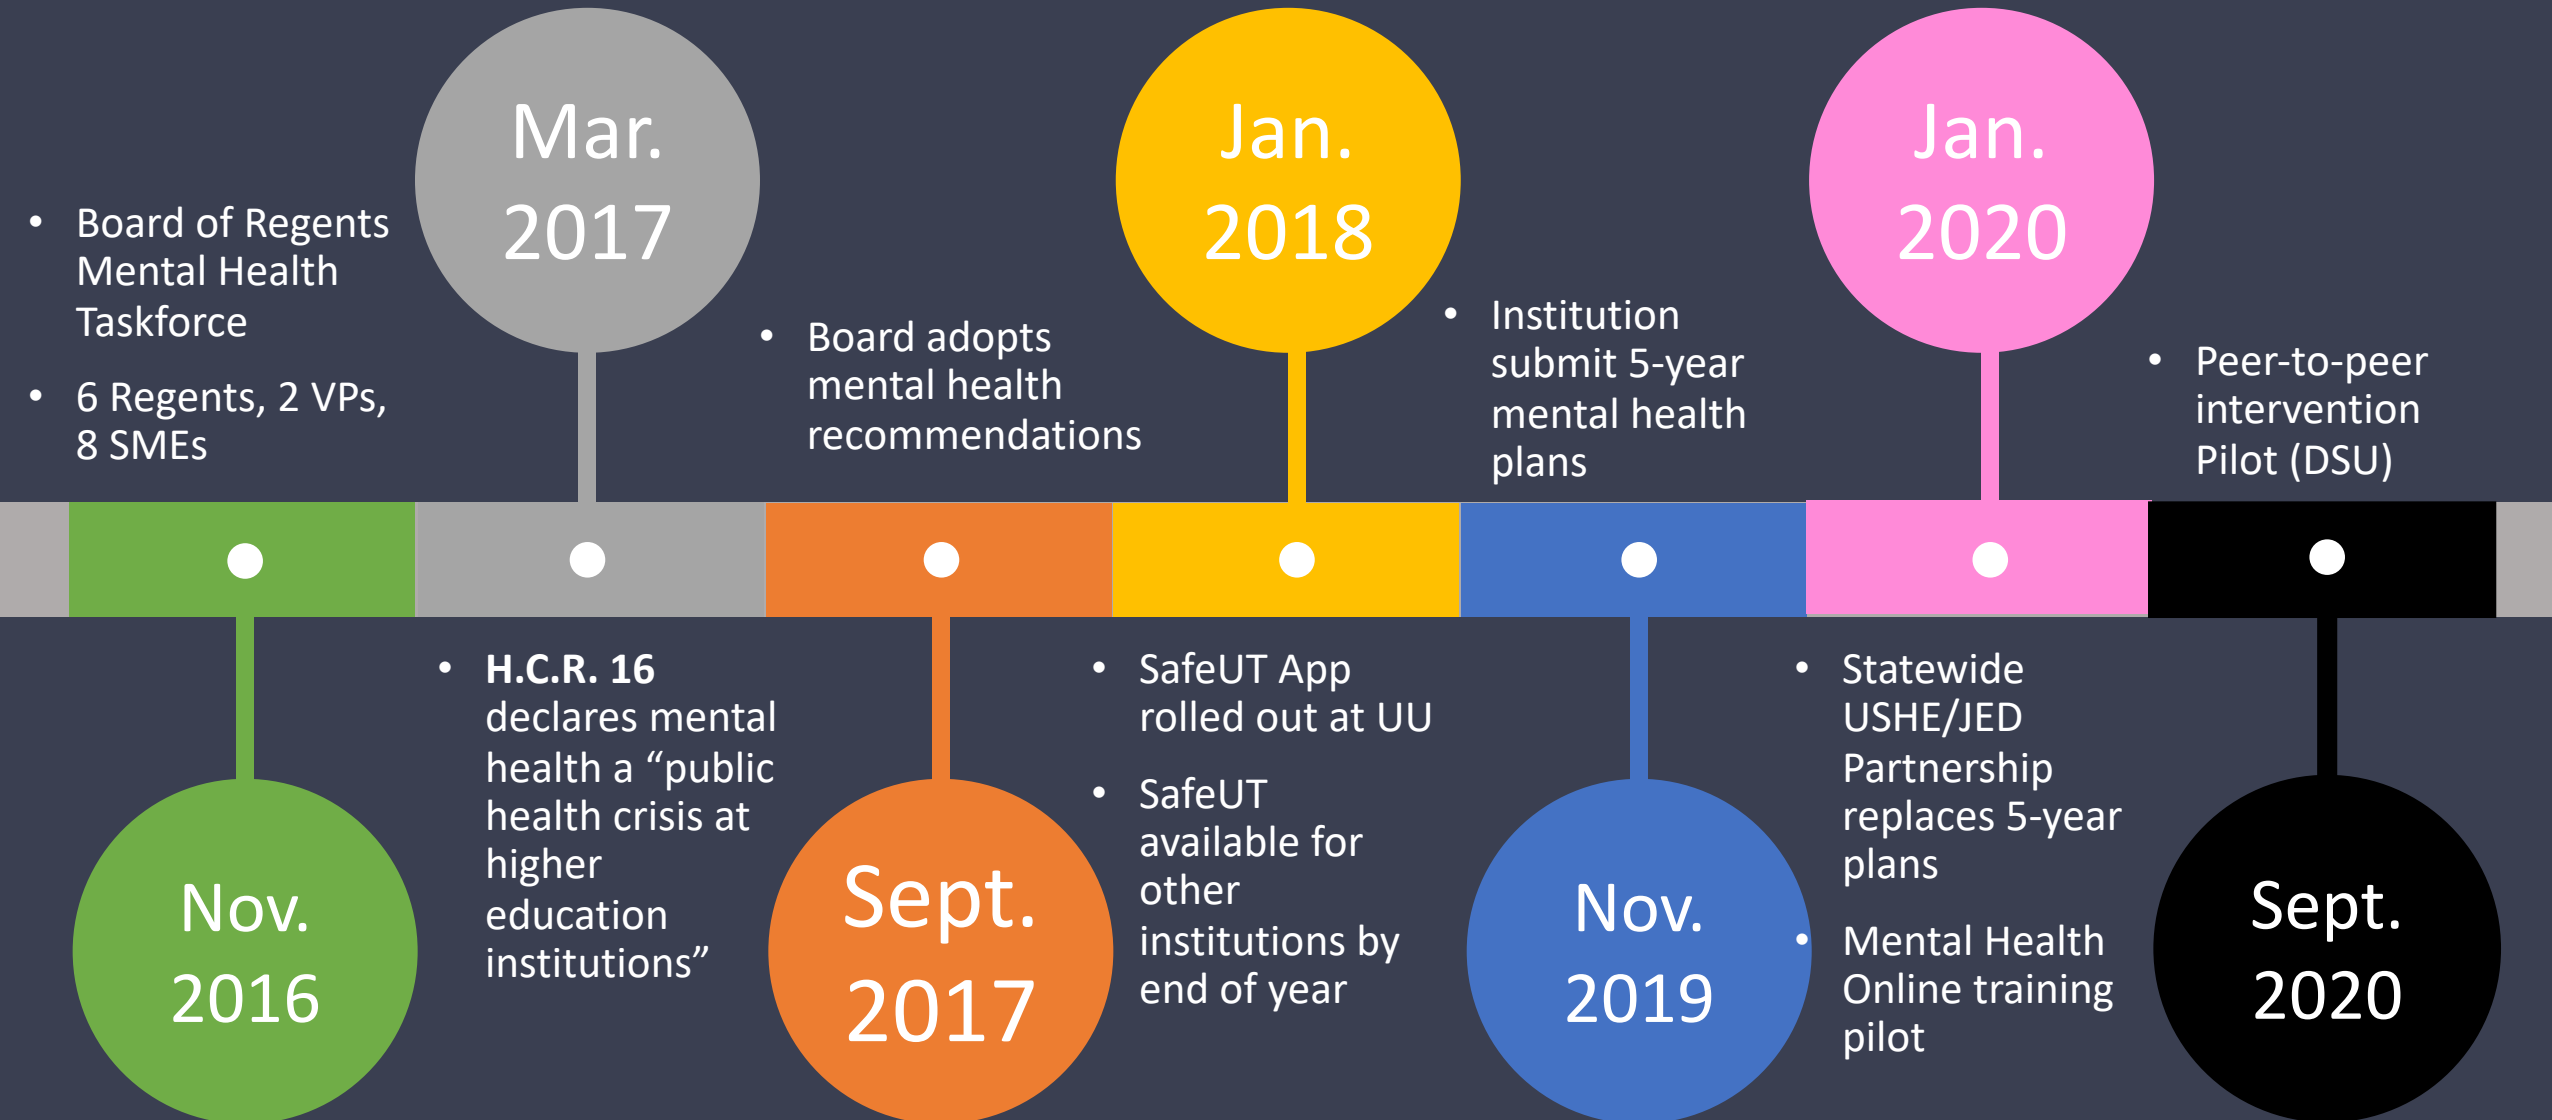 Nov.
2016
• Board of Regents
Mental Health
Taskforce
• 6 Regents, 2 VPs,
8 SMEs
Mar.
2017
• H.C.R. 16
declares mental
health a “public
health crisis at
higher
education
institutions”
Sept.
2017
• Board adopts
mental health
recommendations
Jan.
2018
• SafeUT App
rolled out at UU
• SafeUT
available for
other
institutions by
end of year
Nov.
2019
• Institution
submit 5-year
mental health
plans
Jan.
2020
• Statewide
USHE/JED
Partnership
replaces 5-year
plans
• Mental Health
Online training
pilot
Sept.
2020
• Peer-to-peer
intervention
Pilot (DSU)